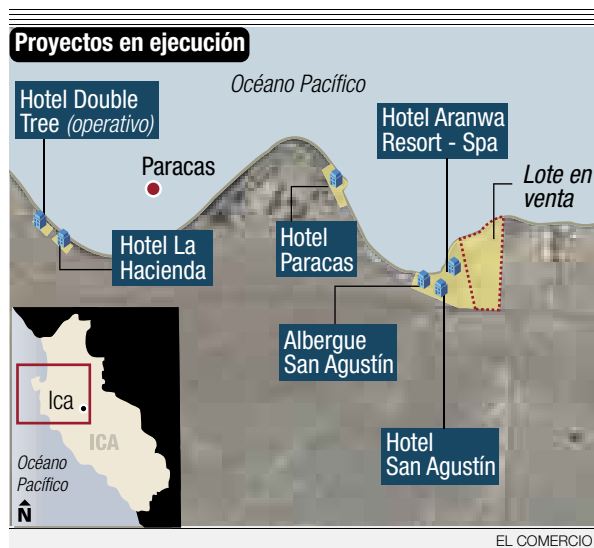 Proyectos en ejecución
Océano Pacífico
Hotel Double
Tree (operativo)
Hotel Aranwa
Resort - Spa
Paracas
Lote en
venta
Hotel La
Hacienda
Hotel
Paracas
Albergue
San Agustín
Hotel
San Agustín
Ica
ICA
Océano
Pacífico
N
EL COMERCIO